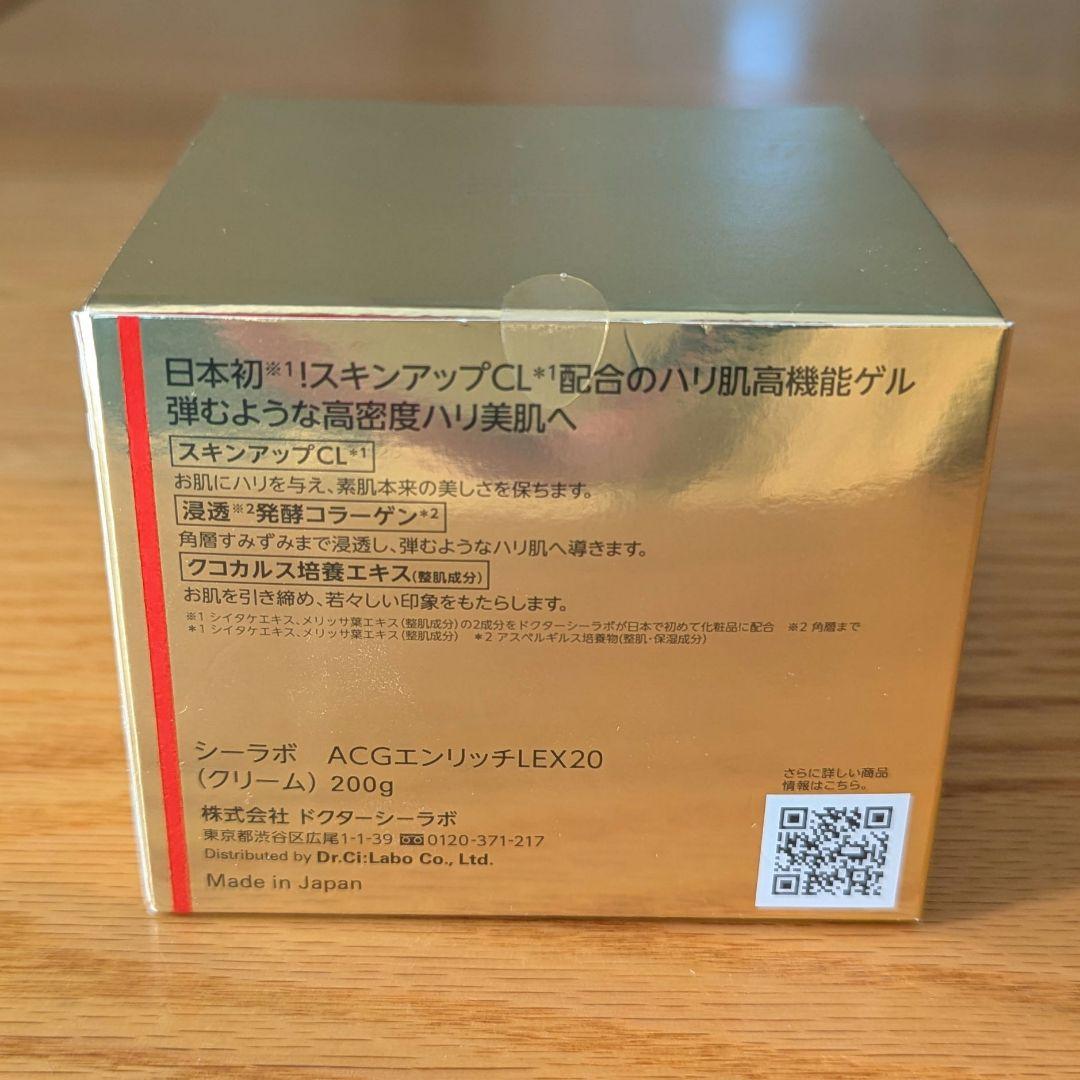 日本初※1!スキンアップCL*1配合のハリ肌高機能ゲル
弾むような高密度ハリ美肌へ
スキンアップCL*1
お肌にハリを与え、素肌本来の美しさを保ちます。
浸透※2発酵コラーゲン*2
角層すみずみまで浸透し、弾むようなハリ肌へ導きます。
クコカルス培養エキス(整肌成分)
お肌を引き締め、若々しい印象をもたらします。
※1 シイタケエキス、メリッサ葉エキス(整肌成分)の2成分をドクターシーラボが日本で初めて化粧品に配合 ※2 角層まで
*1 シイタケエキス、メリッサ葉エキス(整肌成分) *2 アスペルギルス培養物(整肌・保湿成分)
シーラボ ACGエンリッチLEX20
(クリーム) 200g
株式会社 ドクターシーラボ
東京都渋谷区広尾1-1-39 0120-371-217
Distributed by Dr.Ci:Labo Co., Ltd.
Made in Japan
さらに詳しい商品
情報はこちら。